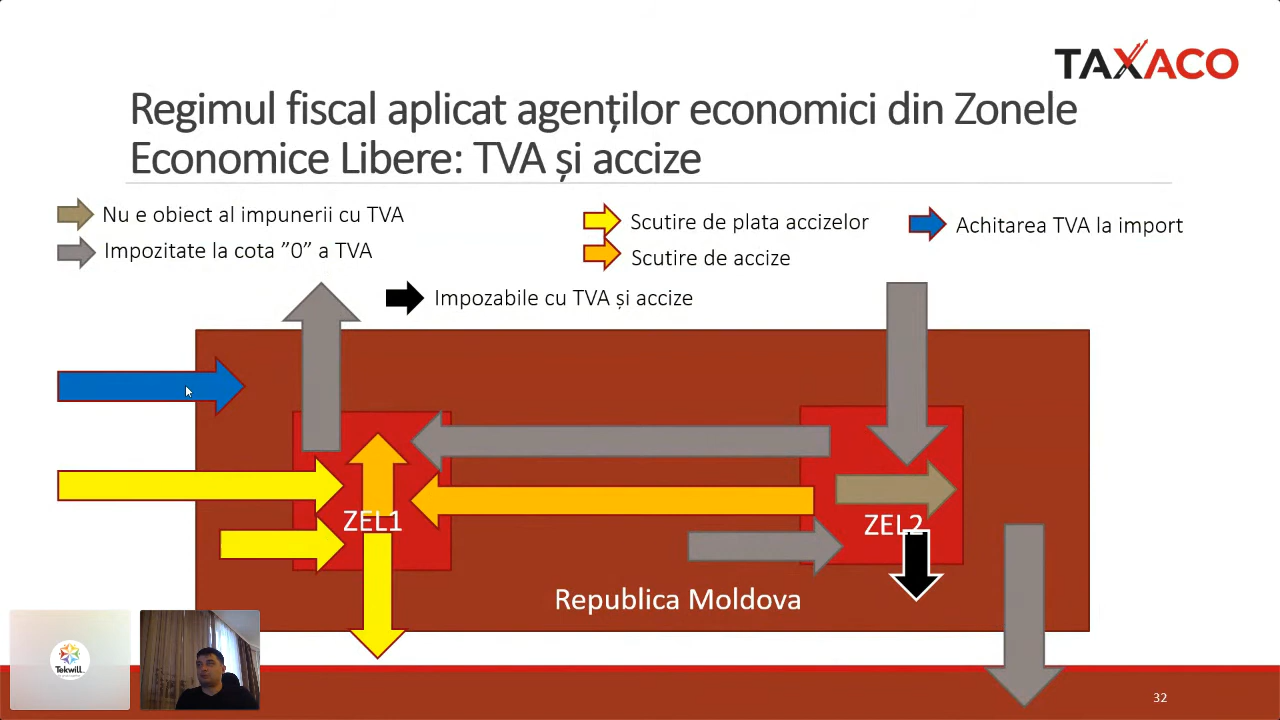 TAXACO
Regimul fiscal aplicat agenților economici din Zonele
Economice Libere: TVA și accize
Nu e obiect al impunerii cu TVA
Impozitate la cota ”0” a TVA
Scutire de plata accizelor
Scutire de accize
Achitarea TVA la import
Impozabile cu TVA și accize
ZEL1
ZEL2
Republica Moldova
Tekwill
32